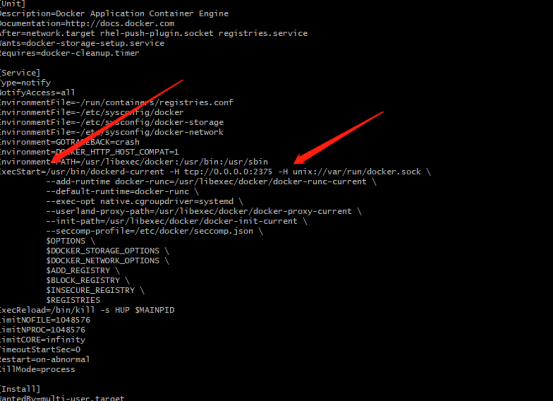 [Unit]
Description=Docker Application Container Engine
Documentation=http://docs.docker.com
After=network.target rhel-push-plugin.socket registries.service
Wants=docker-storage-setup.service
Requires=docker-cleanup.timer
[Service]
Type=notify
NotifyAccess=all
EnvironmentFile=-/run/containers/registries.conf
EnvironmentFile=-/etc/sysconfig/docker
EnvironmentFile=-/etc/sysconfig/docker-storage
EnvironmentFile=-/etc/sysconfig/docker-network
Environment=GOTRACEBACK=crash
Environment=DOCKER_HTTP_HOST_COMPAT=1
Environment=PATH=/usr/libexec/docker:/usr/bin:/usr/sbin
ExecStart=/usr/bin/dockerd-current -H tcp://0.0.0.0:2375 -H unix://var/run/docker.sock \
--add-runtime docker-runc=/usr/libexec/docker/docker-runc-current \
--default-runtime=docker-runc \
--exec-opt native.cgroupdriver=systemd \
--userland-proxy-path=/usr/libexec/docker/docker-proxy-current \
--init-path=/usr/libexec/docker/docker-init-current \
--seccomp-profile=/etc/docker/seccomp.json \
$OPTIONS \
$DOCKER_STORAGE_OPTIONS \
$DOCKER_NETWORK_OPTIONS \
$ADD_REGISTRY \
$BLOCK_REGISTRY \
$INSECURE_REGISTRY \
$REGISTRIES
ExecReload=/bin/kill -s HUP $MAINPID
LimitNOFILE=1048576
LimitNPROC=1048576
LimitCORE=infinity
TimeoutStartSec=0
Restart=on-abnormal
KillMode=process
[Install]
WantedBy=multi-user.target